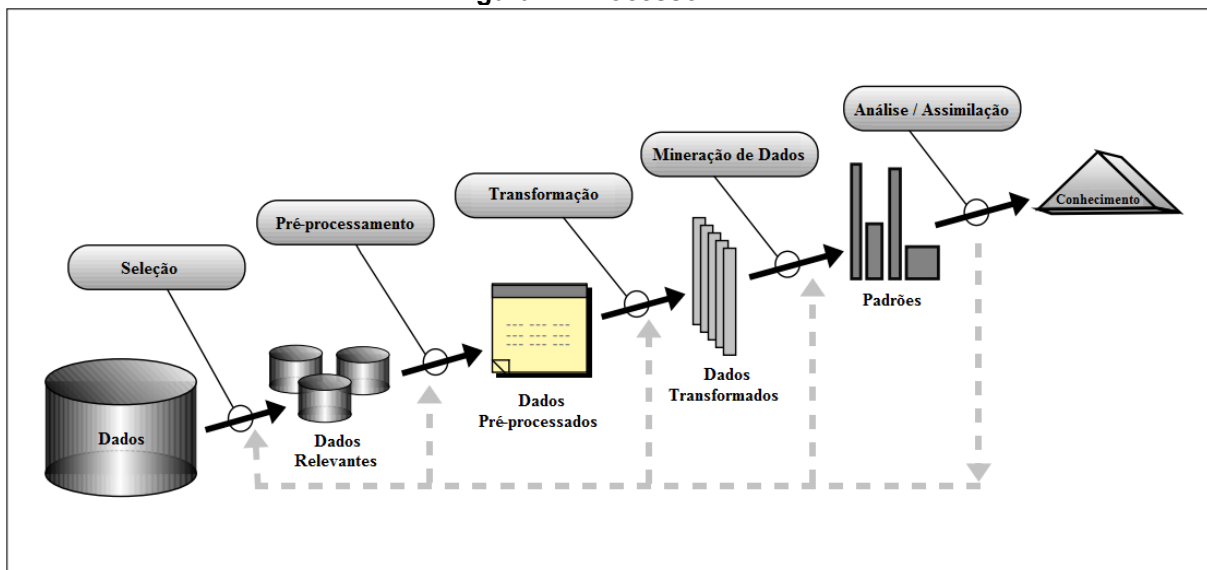 Análise / Assimilação
Mineração de Dados
Transformação
Pré-processamento
Seleção
Conhecimento
Padrões
Dados
Transformados
Dados
Pré-processados
Dados
Relevantes
Dados